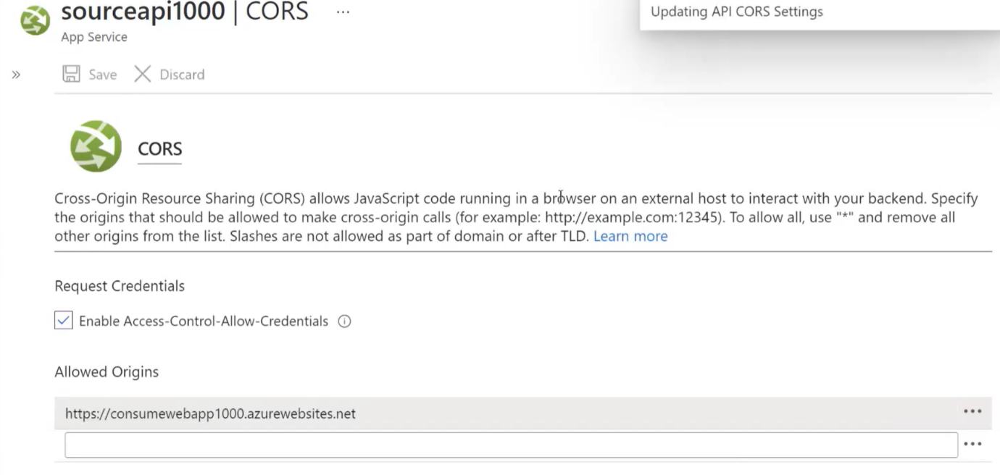 sourceapi1000 | CORS ...
Updating API CORS Settings
App Service
» Save Discard
CORS
Cross-Origin Resource Sharing (CORS) allows JavaScript code running in a browser on an external host to interact with your backend. Specify
the origins that should be allowed to make cross-origin calls (for example: http://example.com:12345). To allow all, use "*" and remove all
other origins from the list. Slashes are not allowed as part of domain or after TLD. Learn more
Request Credentials
Enable Access-Control-Allow-Credentials
Allowed Origins
https://consumewebapp1000.azurewebsites.net ...
...